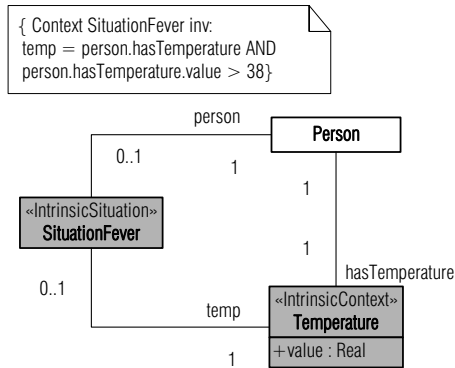 { Context SituationFever inv:
temp = person.hasTemperature AND
person.hasTemperature.value > 38}
person
Person
0..1
1
1
«IntrinsicSituation»
SituationFever
1
hasTemperature
0..1
«IntrinsicContext»
temp
Temperature
+value : Real
1